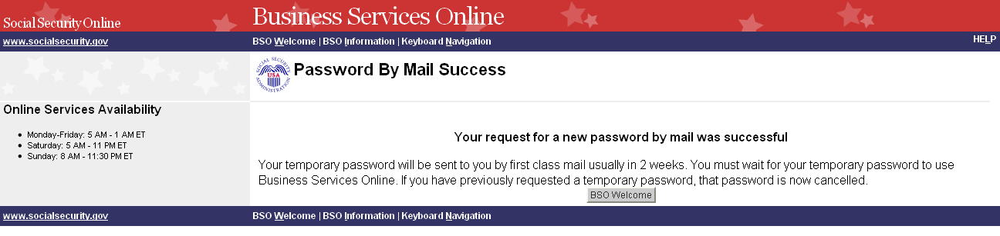 Social Security Online
Business Services Online
www.socialsecurity.gov
BSO Welcome | BSO Information | Keyboard Navigation
HELP
SOCIAL SECURITY ADMINISTRATION
USA
Password By Mail Success
Online Services Availability
Monday-Friday: 5 AM - 1 AM ET
Saturday: 5 AM - 11 PM ET
Sunday: 8 AM - 11:30 PM ET
Your request for a new password by mail was successful
Your temporary password will be sent to you by first class mail usually in 2 weeks. You must wait for your temporary password to use
Business Services Online. If you have previously requested a temporary password, that password is now cancelled.
BSO Welcome
www.socialsecurity.gov
BSO Welcome | BSO Information | Keyboard Navigation